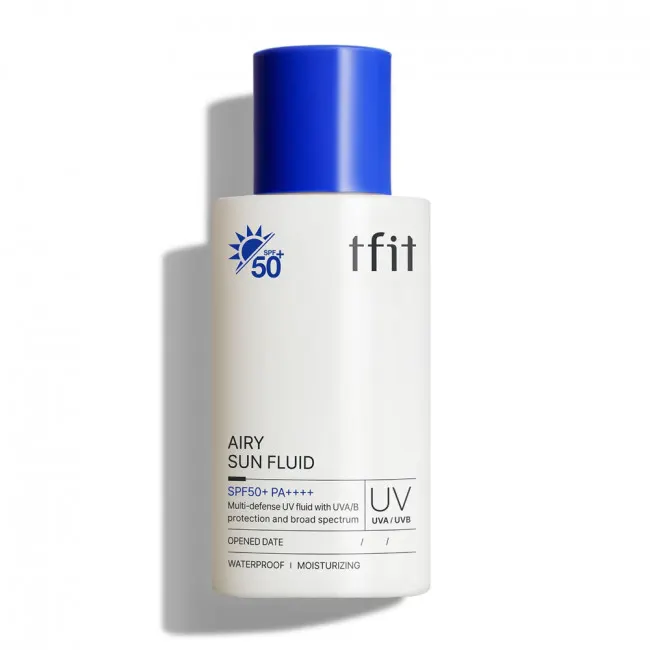 SPF
50+
tfit
AIRY
SUN FLUID
SPF50+ PA++++
Multi-defense UV fluid with UVA/B
protection and broad spectrum
UV
UVA / UVB
OPENED DATE / /
WATERPROOF I MOISTURIZING